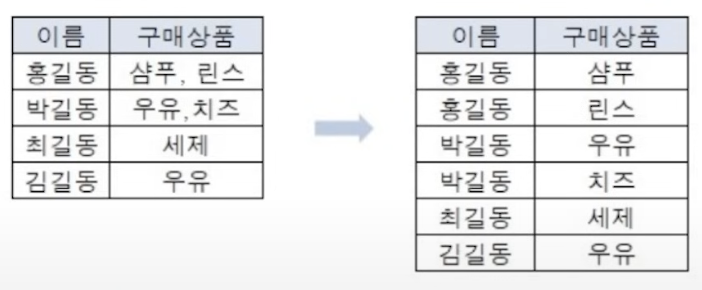 이름 구매상품
홍길동 샴푸, 린스
박길동 우유,치즈
최길동 세제
김길동 우유
이름 구매상품
홍길동 샴푸
홍길동 린스
박길동 우유
박길동 치즈
최길동 세제
김길동 우유